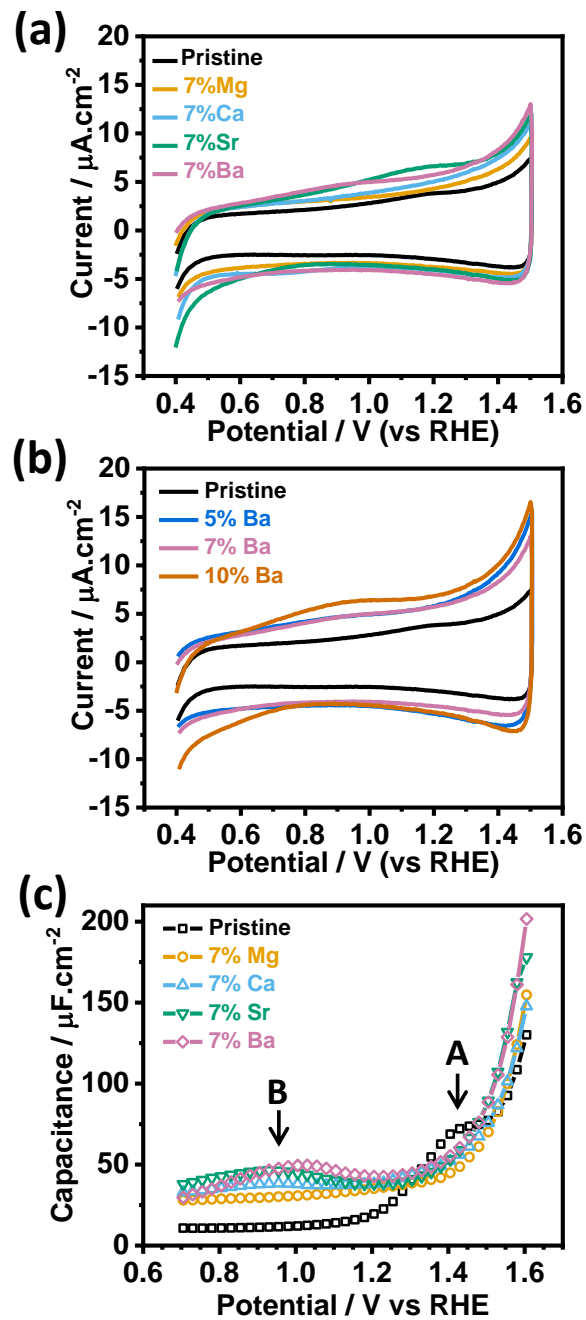 (a)
20
15
10
5
0
-5
-10
-15
Current / μA.cm-2
Pristine
7%Mg
7%Ca
7%Sr
7%Ba
0.4 0.6 0.8 1.0 1.2 1.4 1.6
Potential / V (vs RHE)
(b)
20
15
10
5
0
-5
-10
-15
Current / μA.cm-2
Pristine
5% Ba
7% Ba
10% Ba
0.4 0.6 0.8 1.0 1.2 1.4 1.6
Potential / V (vs RHE)
(c)
200
150
100
50
0
Capacitance / μF.cm-2
Pristine
7% Mg
7% Ca
7% Sr
7% Ba
A
B
0.8 1.0 1.2 1.4 1.6
Potential / V vs RHE